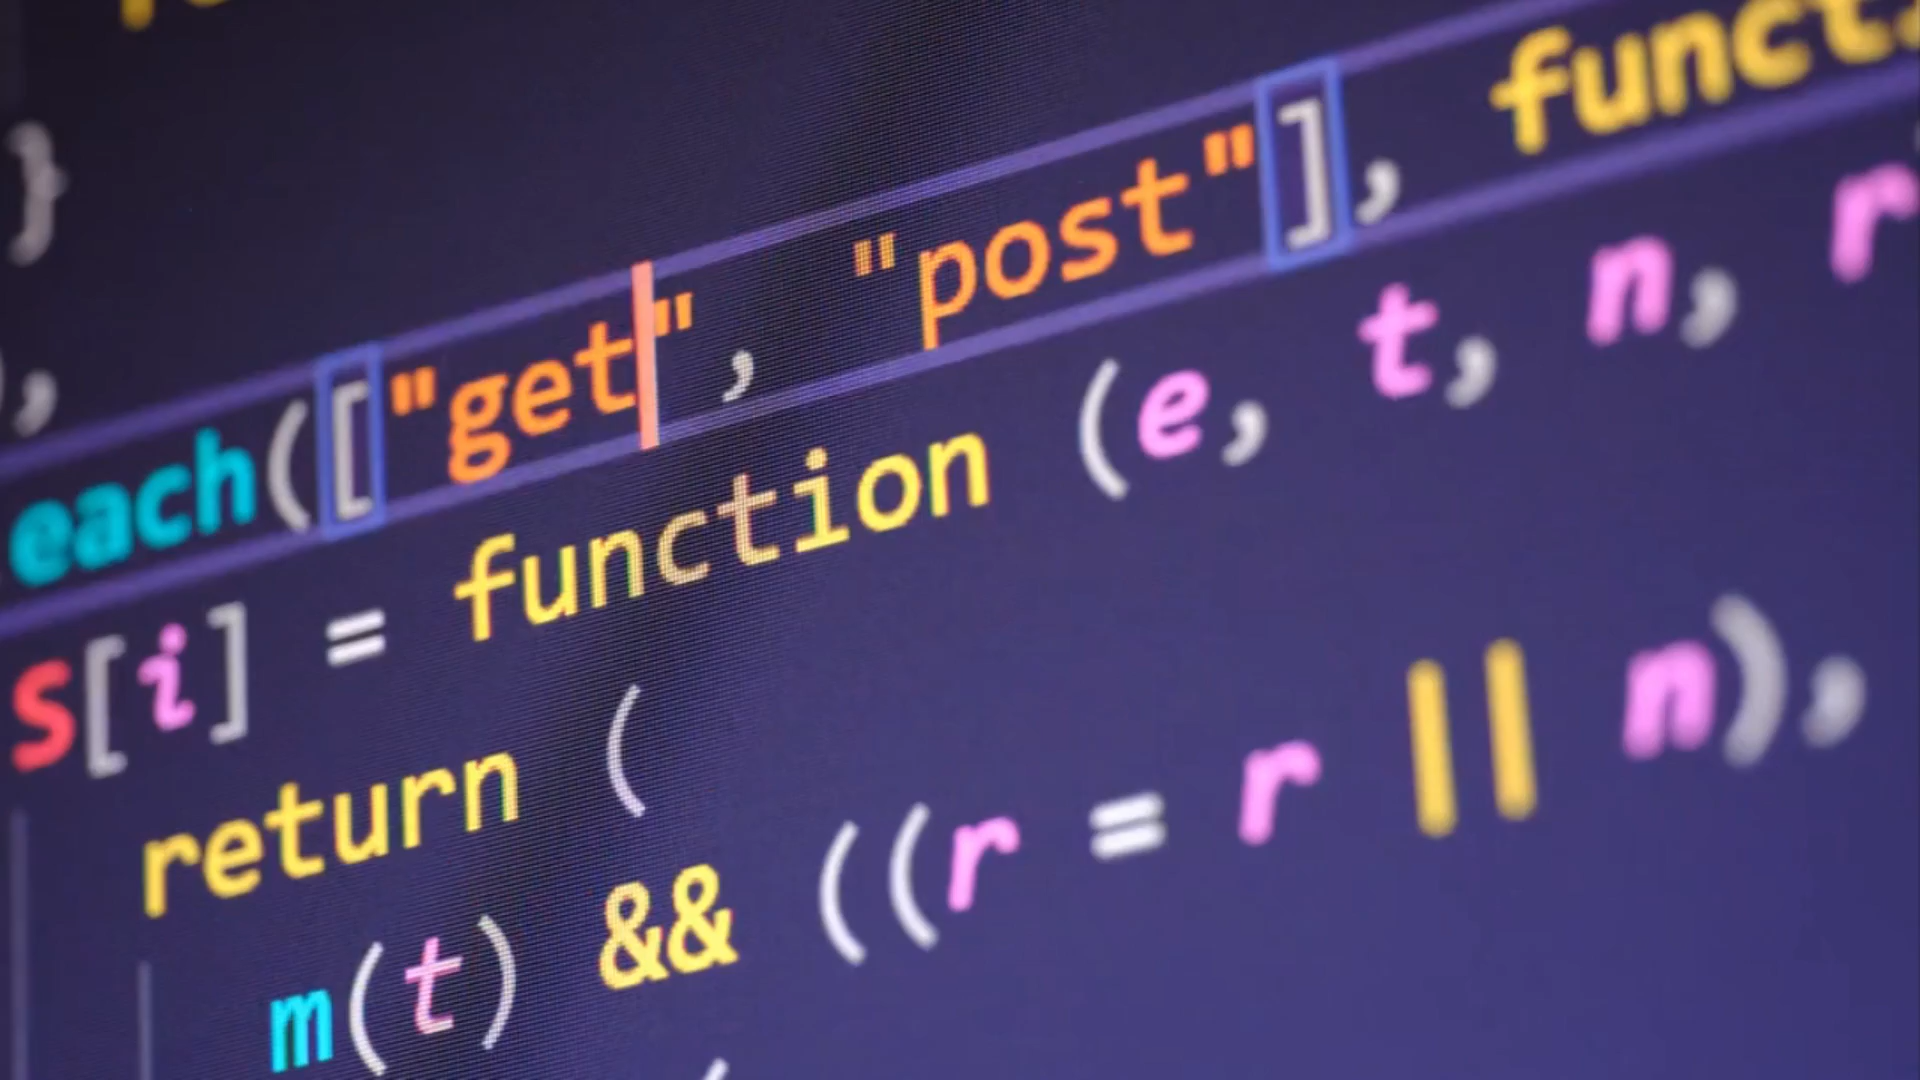 }
),
each(["get", "post"], funct
S[i] = function (e, t, n, r
return (
m(t) && ((r = r || n),
(